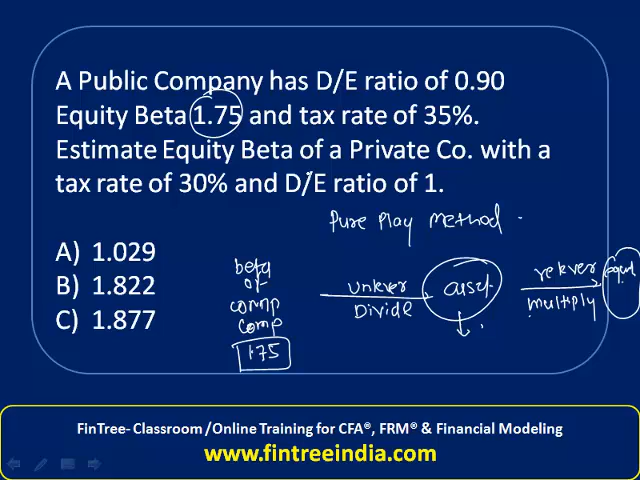 A Public Company has D/E ratio of 0.90
Equity Beta 1.75 and tax rate of 35%.
Estimate Equity Beta of a Private Co. with a
tax rate of 30% and D/E ratio of 1.
Pure Play Method
A) 1.029
B) 1.822
C) 1.877
beta
of
comp
comp
1.75
unlever
Divide
asset
relever
multiply
FinTree- Classroom /Online Training for CFA®, FRM® & Financial Modeling
www.fintreeindia.com